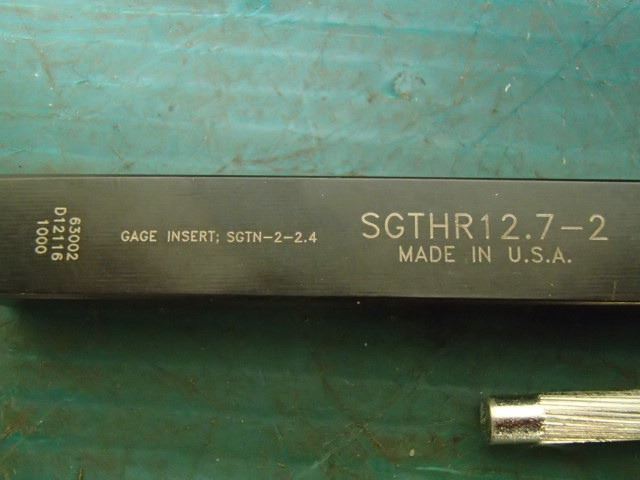 63002
D12116
1000
GAGE INSERT; SGTN-2-2.4
SGTHR12.7-2
MADE IN U.S.A.